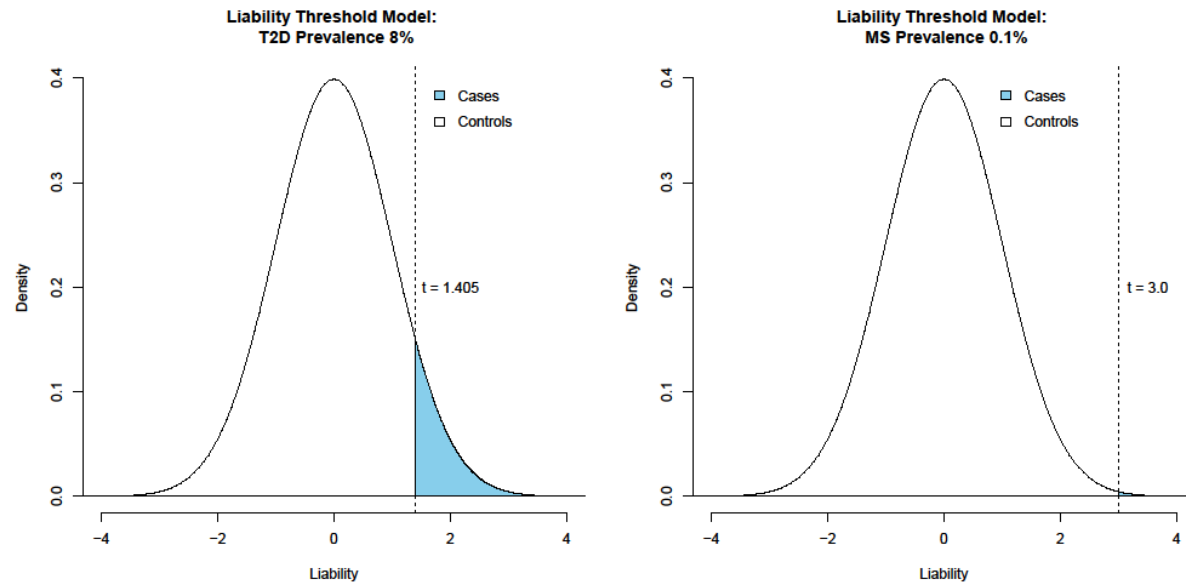 Liability Threshold Model:
T2D Prevalence 8%
Cases
Controls
t = 1.405
Density
0.0
0.1
0.2
0.3
0.4
−4
−2
0
2
4
Liability
Liability Threshold Model:
MS Prevalence 0.1%
Cases
Controls
t = 3.0
Density
0.0
0.1
0.2
0.3
0.4
−4
−2
0
2
4
Liability